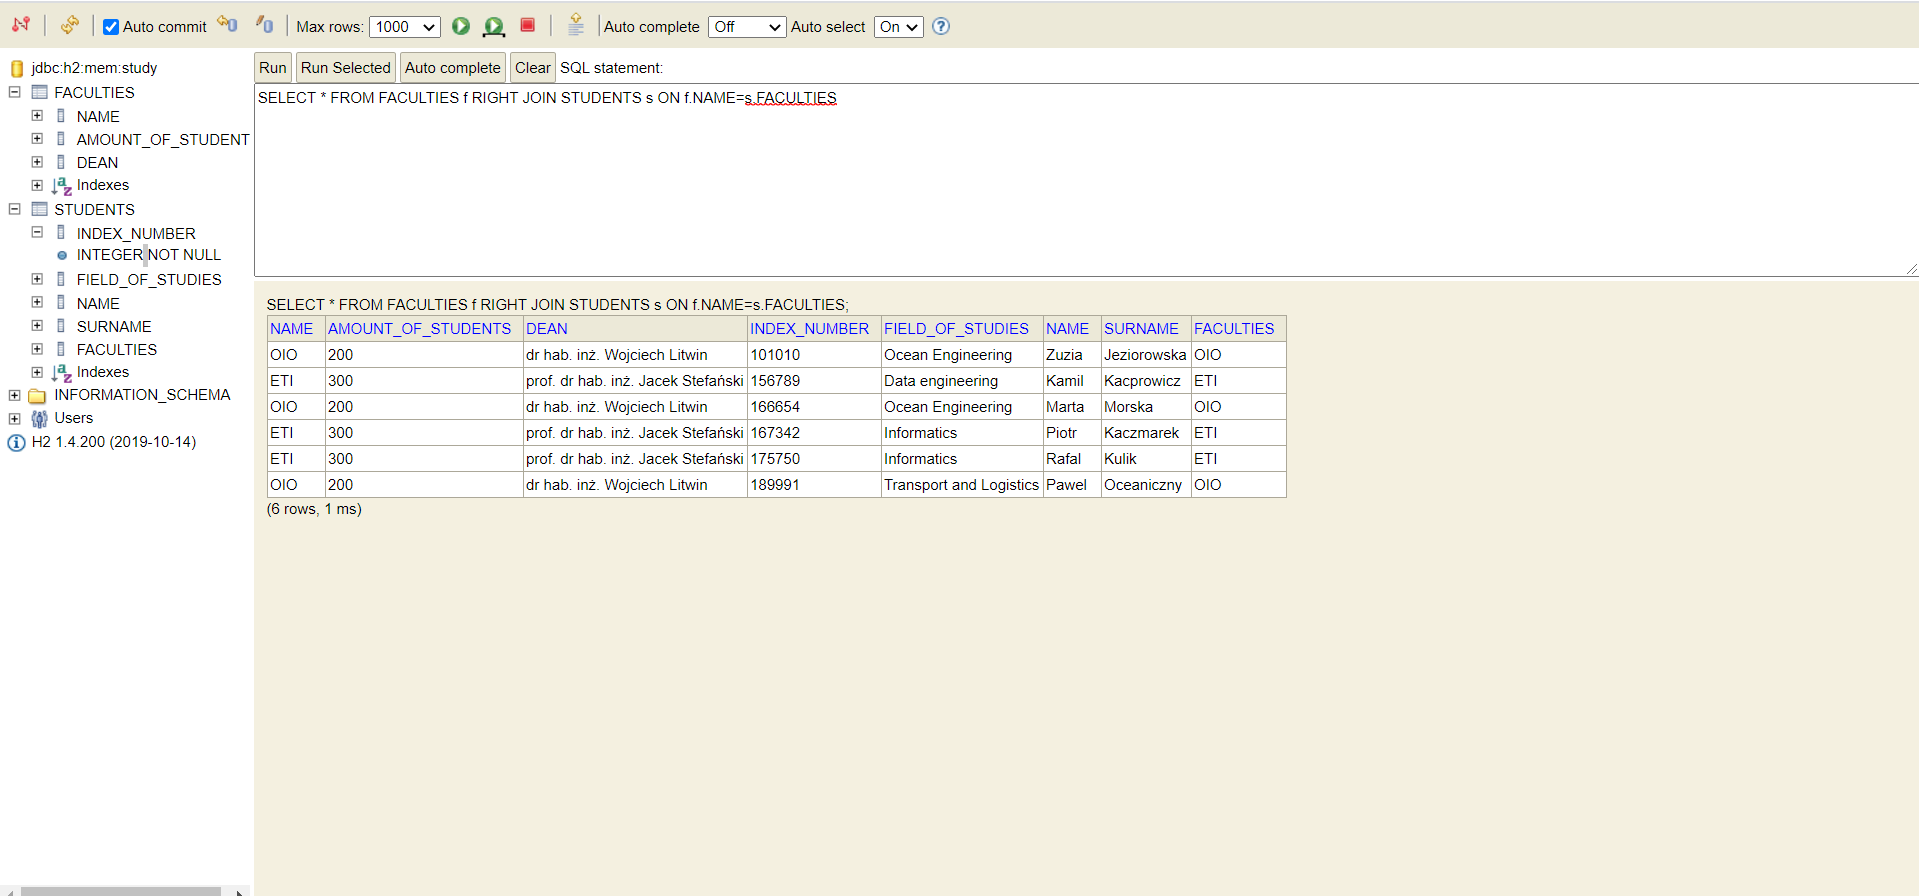 Auto commit Max rows: 1000 Auto complete Off Auto select On ?
jdbc:h2:mem:study
FACULTIES
NAME
AMOUNT_OF_STUDENT
DEAN
Indexes
STUDENTS
INDEX_NUMBER
INTEGER NOT NULL
FIELD_OF_STUDIES
NAME
SURNAME
FACULTIES
Indexes
INFORMATION_SCHEMA
Users
H2 1.4.200 (2019-10-14)
Run Run Selected Auto complete Clear SQL statement:
SELECT * FROM FACULTIES f RIGHT JOIN STUDENTS s ON f.NAME=s.FACULTIES
SELECT * FROM FACULTIES f RIGHT JOIN STUDENTS s ON f.NAME=s.FACULTIES;
NAME AMOUNT_OF_STUDENTS DEAN INDEX_NUMBER FIELD_OF_STUDIES NAME SURNAME FACULTIES
OIO 200 dr hab. inż. Wojciech Litwin 101010 Ocean Engineering Zuzia Jeziorowska OIO
ETI 300 prof. dr hab. inż. Jacek Stefański 156789 Data engineering Kamil Kacprowicz ETI
OIO 200 dr hab. inż. Wojciech Litwin 166654 Ocean Engineering Marta Morska OIO
ETI 300 prof. dr hab. inż. Jacek Stefański 167342 Informatics Piotr Kaczmarek ETI
ETI 300 prof. dr hab. inż. Jacek Stefański 175750 Informatics Rafal Kulik ETI
OIO 200 dr hab. inż. Wojciech Litwin 189991 Transport and Logistics Pawel Oceaniczny OIO
(6 rows, 1 ms)